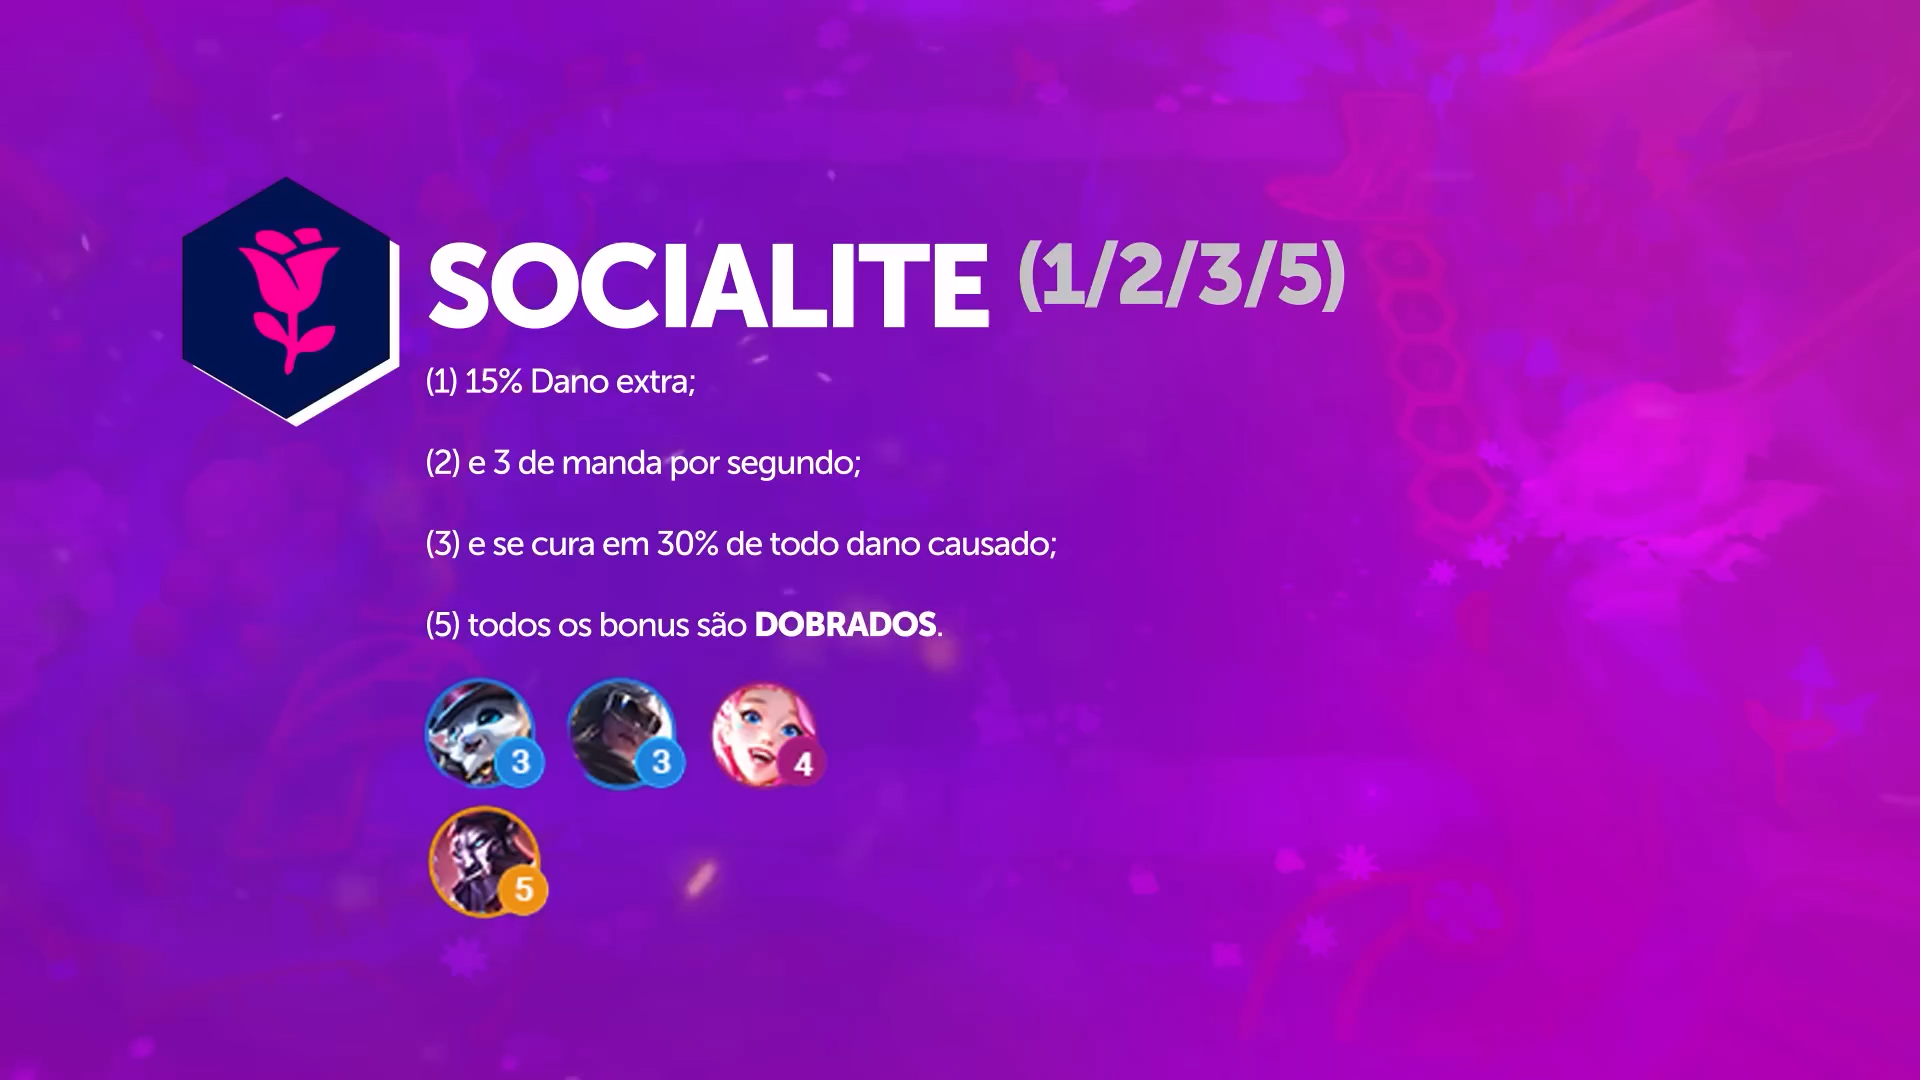 SOCIALITE (1/2/3/5)
(1) 15% Dano extra;
(2) e 3 de manda por segundo;
(3) e se cura em 30% de todo dano causado;
(5) todos os bonus são DOBRADOS.
3 3 4
5